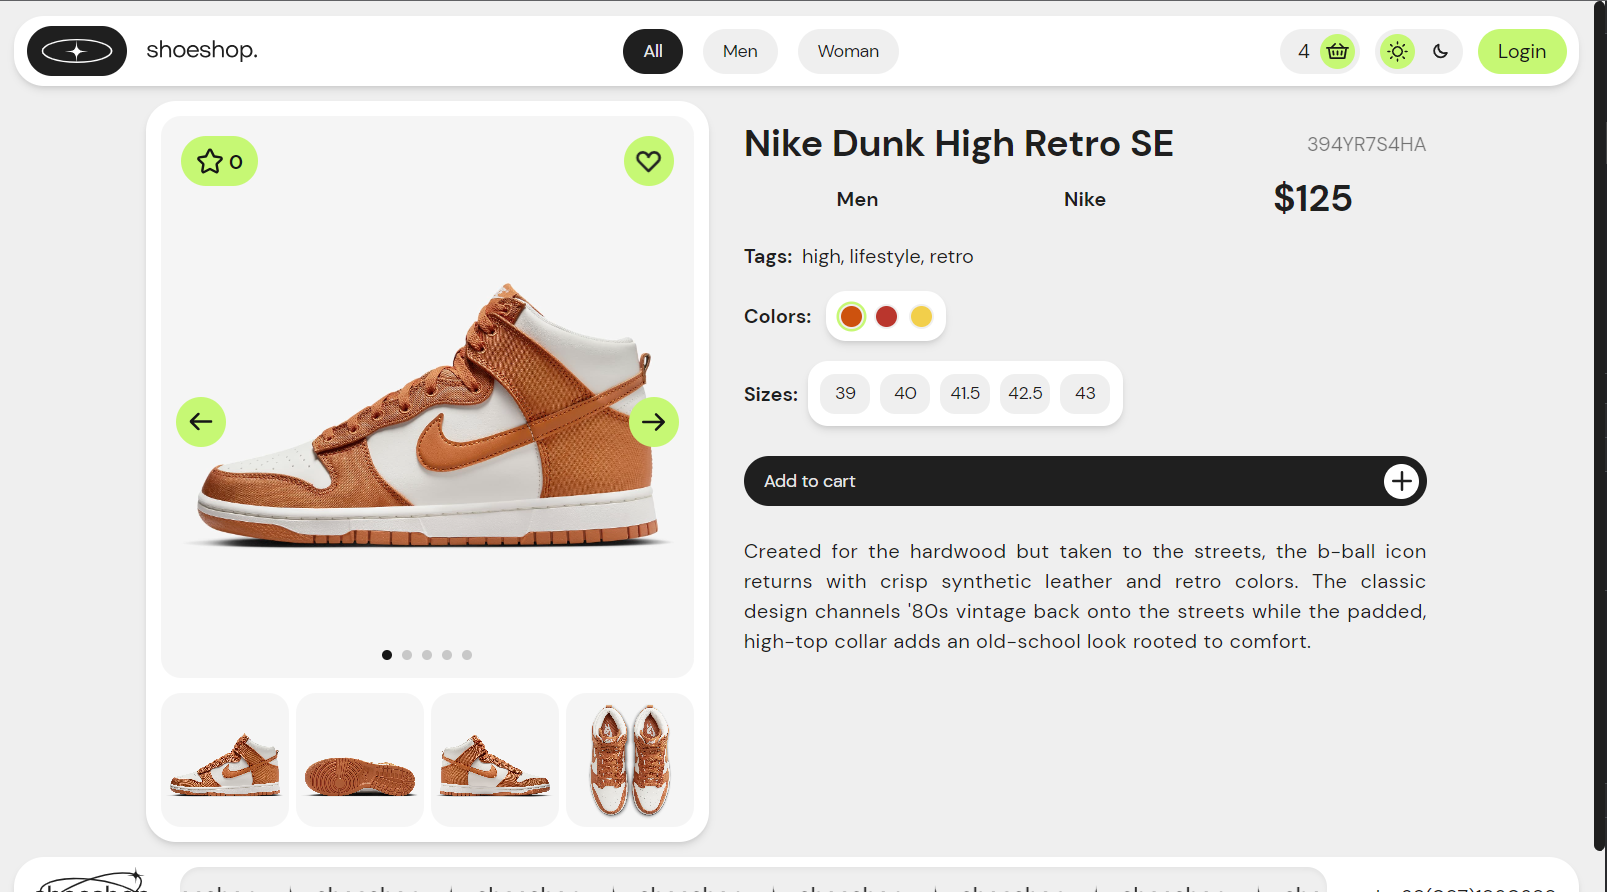 shoeshop.
All
Men
Woman
4
Login
0
Nike Dunk High Retro SE
394YR7S4HA
Men
Nike
$125
Tags: high, lifestyle, retro
Colors:
Sizes:
39
40
41.5
42.5
43
Add to cart
Created for the hardwood but taken to the streets, the b-ball icon
returns with crisp synthetic leather and retro colors. The classic
design channels '80s vintage back onto the streets while the padded,
high-top collar adds an old-school look rooted to comfort.